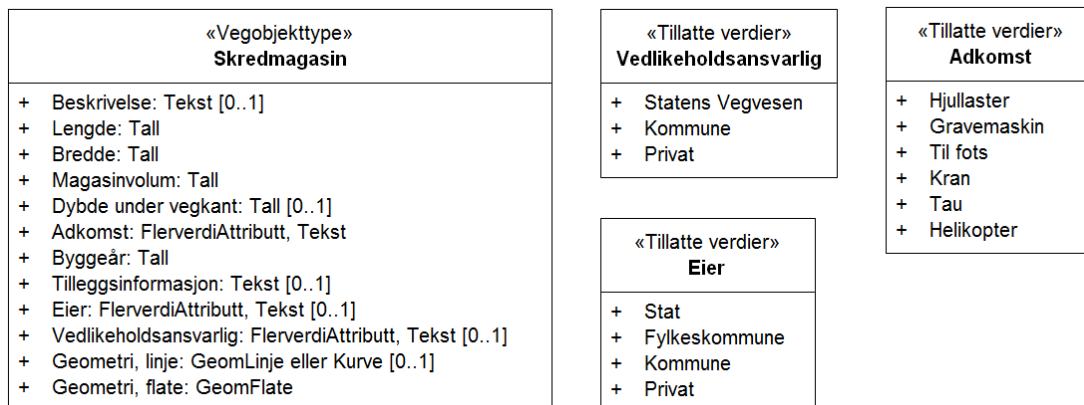 «Vegobjekttype»
Skredmagasin
+ Beskrivelse: Tekst [0..1]
+ Lengde: Tall
+ Bredde: Tall
+ Magasinvolum: Tall
+ Dybde under vegkant: Tall [0..1]
+ Adkomst: FlerverdiAttributt, Tekst
+ Byggeår: Tall
+ Tilleggsinformasjon: Tekst [0..1]
+ Eier: FlerverdiAttributt, Tekst [0..1]
+ Vedlikeholdsansvarlig: FlerverdiAttributt, Tekst [0..1]
+ Geometri, linje: GeomLinje eller Kurve [0..1]
+ Geometri, flate: GeomFlate
«Tillatte verdier»
Vedlikeholdsansvarlig
+ Statens Vegvesen
+ Kommune
+ Privat
«Tillatte verdier»
Eier
+ Stat
+ Fylkeskommune
+ Kommune
+ Privat
«Tillatte verdier»
Adkomst
+ Hjullaster
+ Gravemaskin
+ Til fots
+ Kran
+ Tau
+ Helikopter